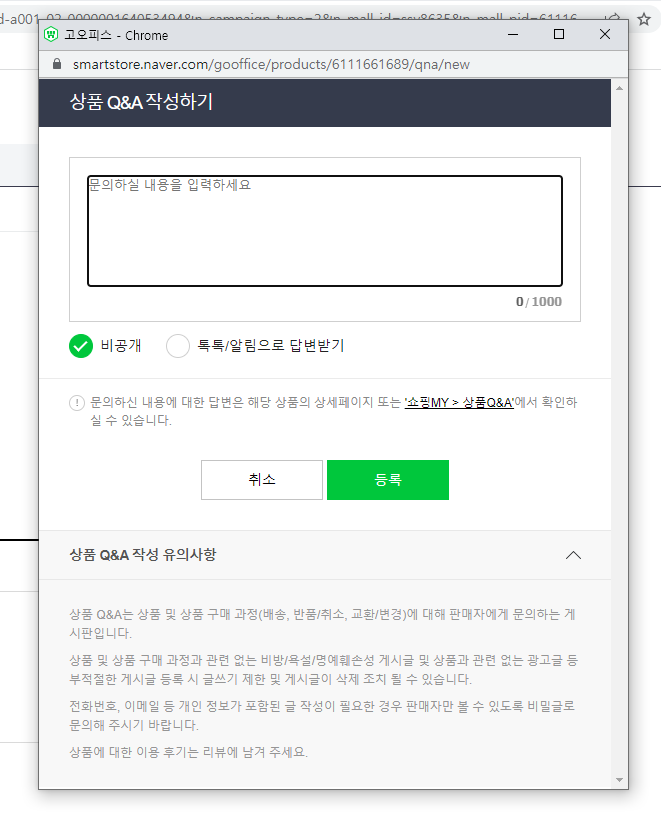 고오피스 - Chrome
smartstore.naver.com/gooffice/products/6111661689/qna/new
상품 Q&A 작성하기
문의하실 내용을 입력하세요
0/1000
비공개 톡톡/알림으로 답변받기
문의하신 내용에 대한 답변은 해당 상품의 상세페이지 또는 '쇼핑MY > 상품Q&A'에서 확인하
실 수 있습니다.
취소 등록
상품 Q&A 작성 유의사항
상품 Q&A는 상품 및 상품 구매 과정(배송, 반품/취소, 교환/변경)에 대해 판매자에게 문의하는 게
시판입니다.
상품 및 상품 구매 과정과 관련 없는 비방/욕설/명예훼손성 게시글 및 상품과 관련 없는 광고글 등
부적절한 게시글 등록 시 글쓰기 제한 및 게시글이 삭제 조치 될 수 있습니다.
전화번호, 이메일 등 개인 정보가 포함된 글 작성이 필요한 경우 판매자만 볼 수 있도록 비밀글로
문의해 주시기 바랍니다.
상품에 대한 이용 후기는 리뷰에 남겨 주세요.